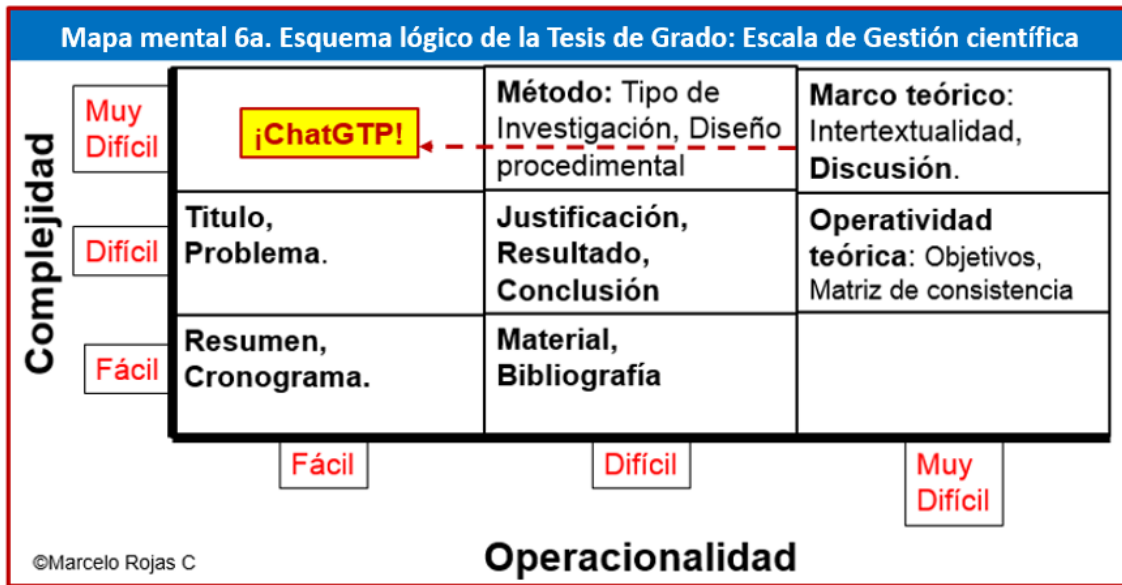 Mapa mental 6a. Esquema lógico de la Tesis de Grado: Escala de Gestión científica
Complejidad
Muy
Difícil
¡ChatGTP!
Método: Tipo de
Investigación, Diseño
procedimental
Marco teórico:
Intertextualidad,
Discusión.
Difícil
Titulo,
Problema.
Justificación,
Resultado,
Conclusión
Operatividad
teórica: Objetivos,
Matriz de consistencia
Fácil
Resumen,
Cronograma.
Material,
Bibliografía
Fácil
Difícil
Muy
Difícil
©Marcelo Rojas C
Operacionalidad